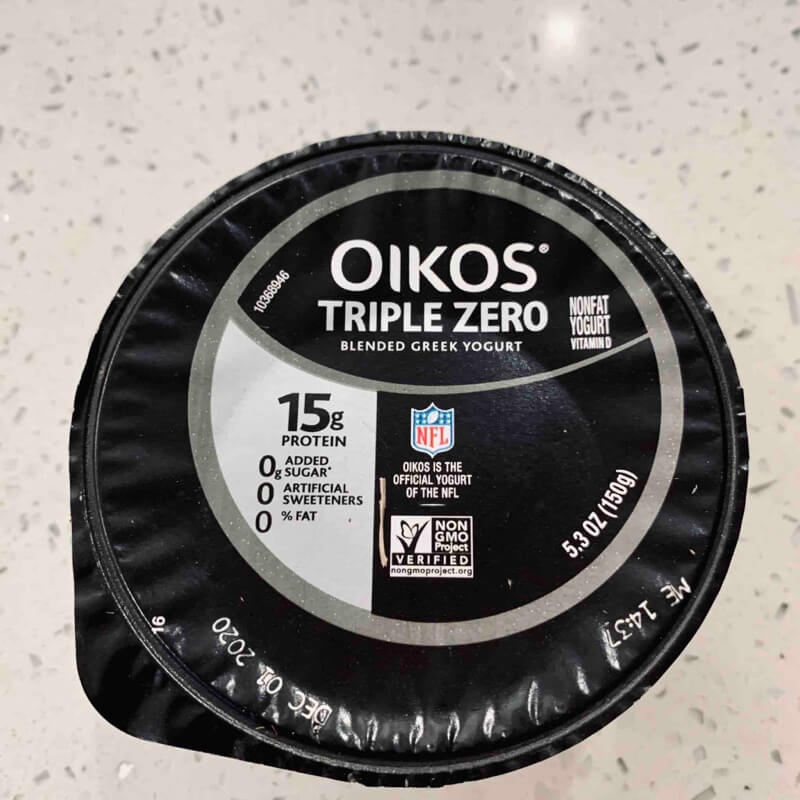 OIKOS®
TRIPLE ZERO
BLENDED GREEK YOGURT
NONFAT
YOGURT
VITAMIN D
10368946
15g
PROTEIN
0g ADDED SUGAR*
0 ARTIFICIAL SWEETENERS
0 % FAT
NFL
OIKOS IS THE
OFFICIAL YOGURT
OF THE NFL
NON
GMO
Project
VERIFIED
nongmoproject.org
5.3 OZ (150g)
16
DEC 01 2020
ME 14:37